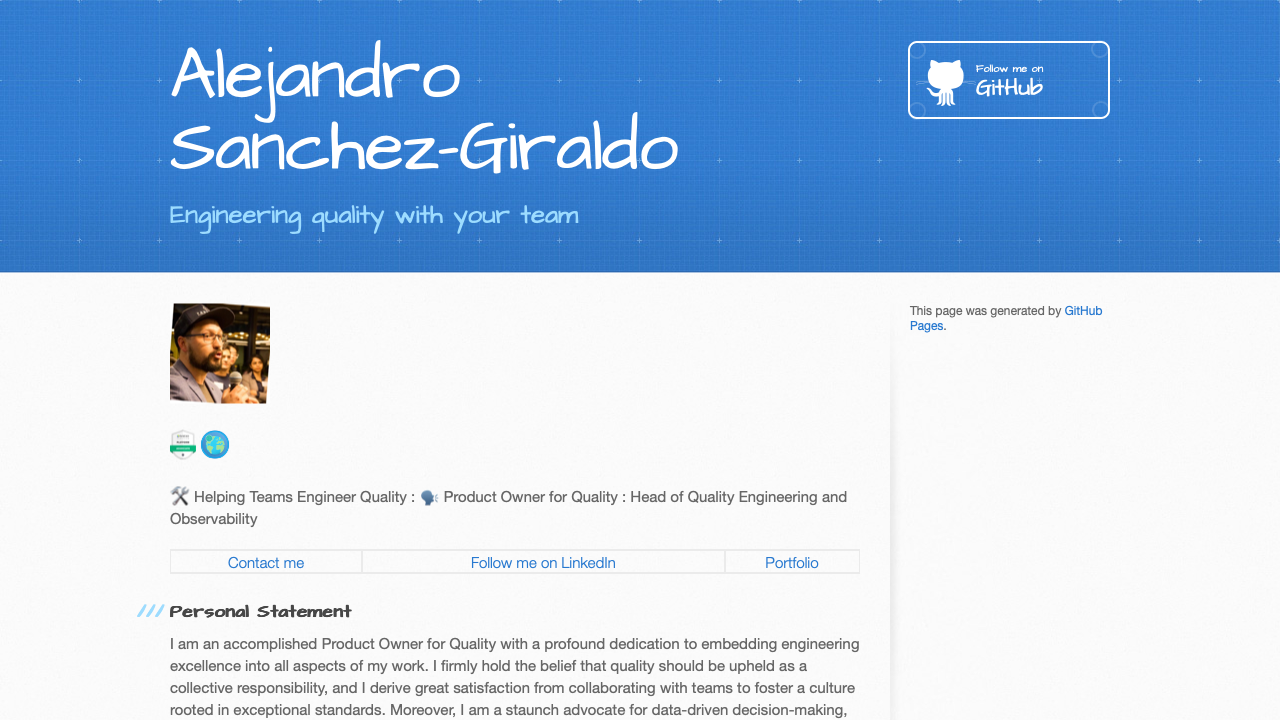 Alejandro
Sanchez-Giraldo
Engineering quality with your team
Follow me on
GitHub
This page was generated by GitHub
Pages.
🛠 Helping Teams Engineer Quality : 🗣 Product Owner for Quality : Head of Quality Engineering and
Observability
Contact me
Follow me on LinkedIn
Portfolio
Personal Statement
I am an accomplished Product Owner for Quality with a profound dedication to embedding engineering
excellence into all aspects of my work. I firmly hold the belief that quality should be upheld as a
collective responsibility, and I derive great satisfaction from collaborating with teams to foster a culture
rooted in exceptional standards. Moreover, I am a staunch advocate for data-driven decision-making,